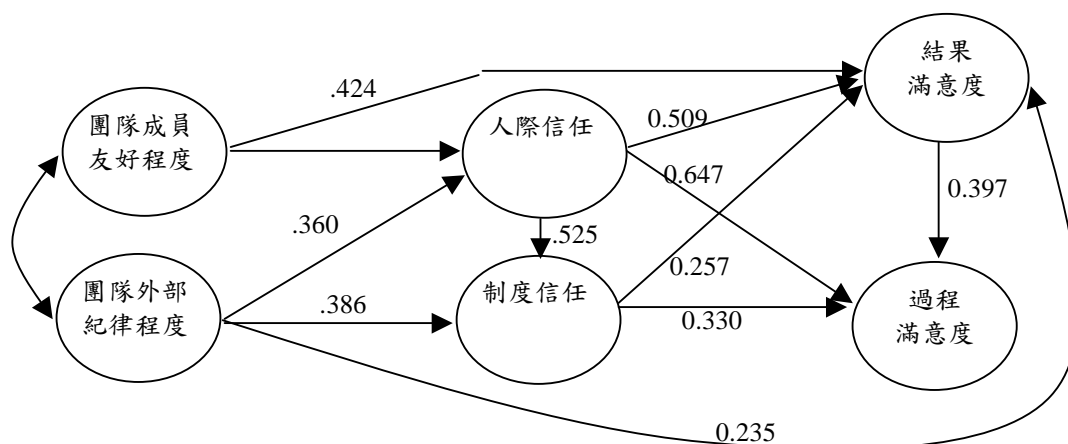 結果
滿意度
.424
團隊成員
友好程度
人際信任
0.509
0.647
0.397
.360
.525
團隊外部
紀律程度
.386
制度信任
0.257
0.330
過程
滿意度
0.235